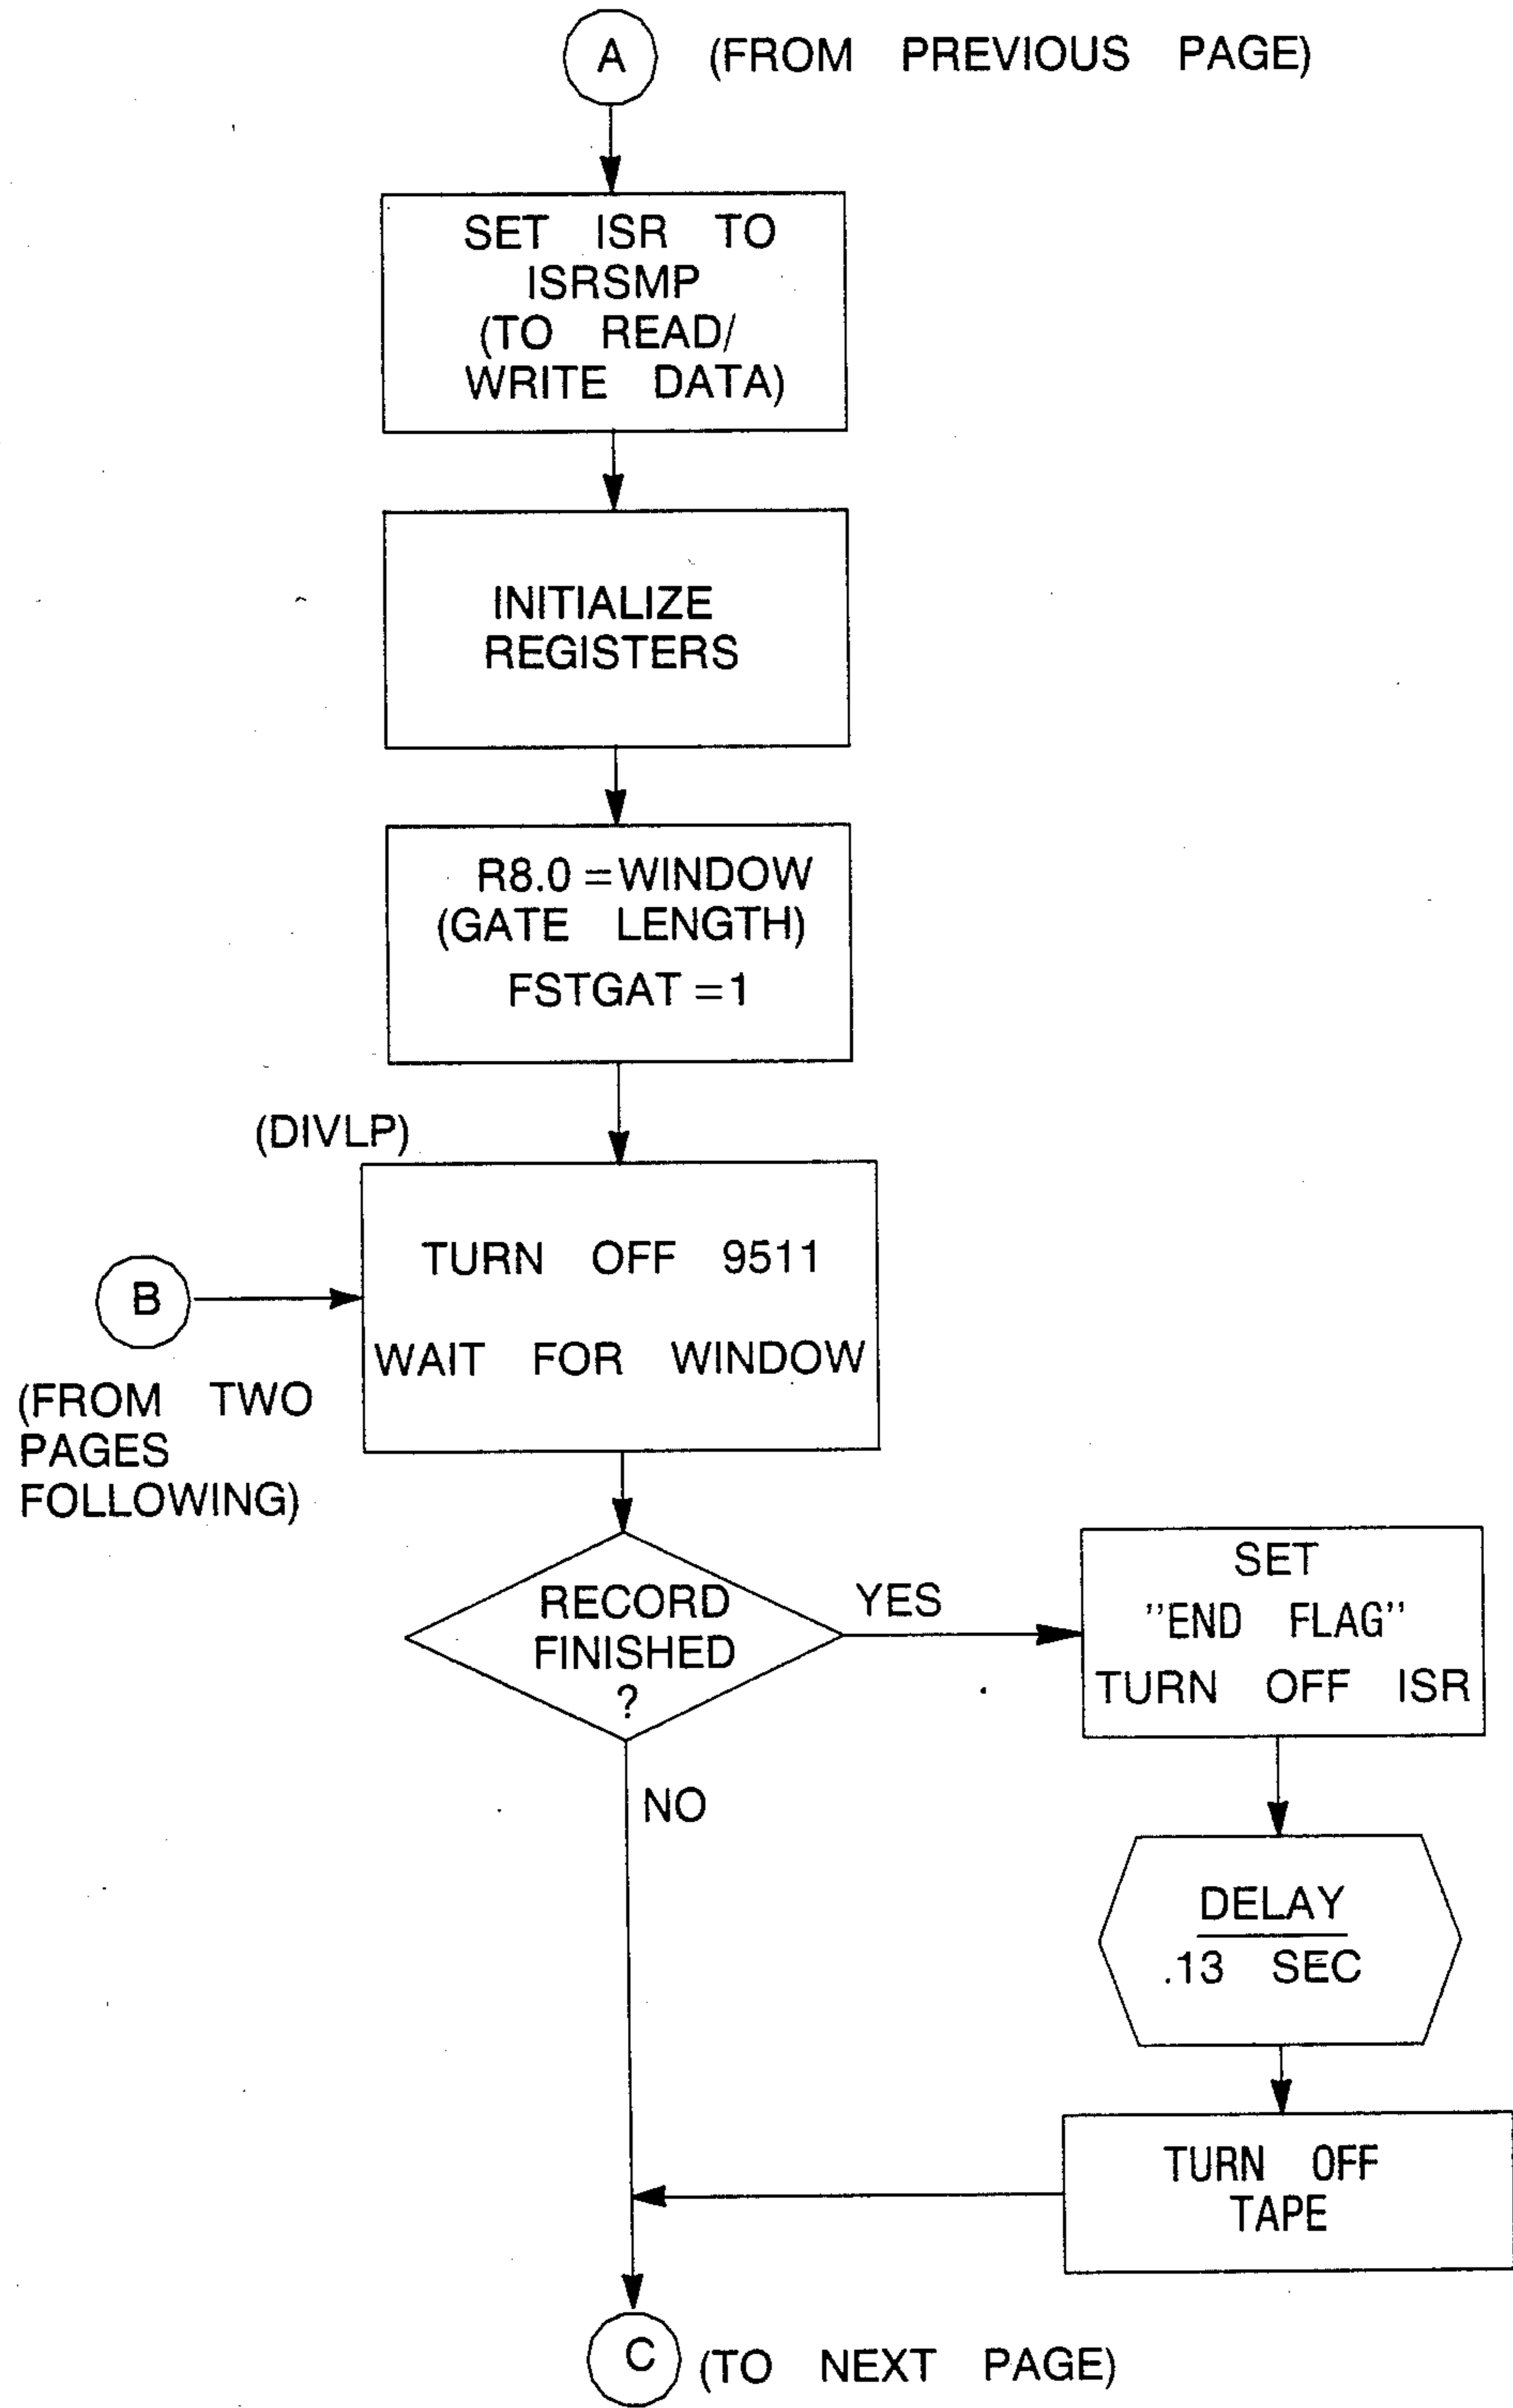 A (FROM PREVIOUS PAGE)
SET ISR TO
ISRSMP
(TO READ/
WRITE DATA)
INITIALIZE
REGISTERS
R8.0 = WINDOW
(GATE LENGTH)
FSTGAT = 1
(DIVLP)
TURN OFF 9511
WAIT FOR WINDOW
B
(FROM TWO
PAGES
FOLLOWING)
RECORD
FINISHED
?
YES
SET
"END FLAG"
TURN OFF ISR
NO
DELAY
.13 SEC
TURN OFF
TAPE
C (TO NEXT PAGE)